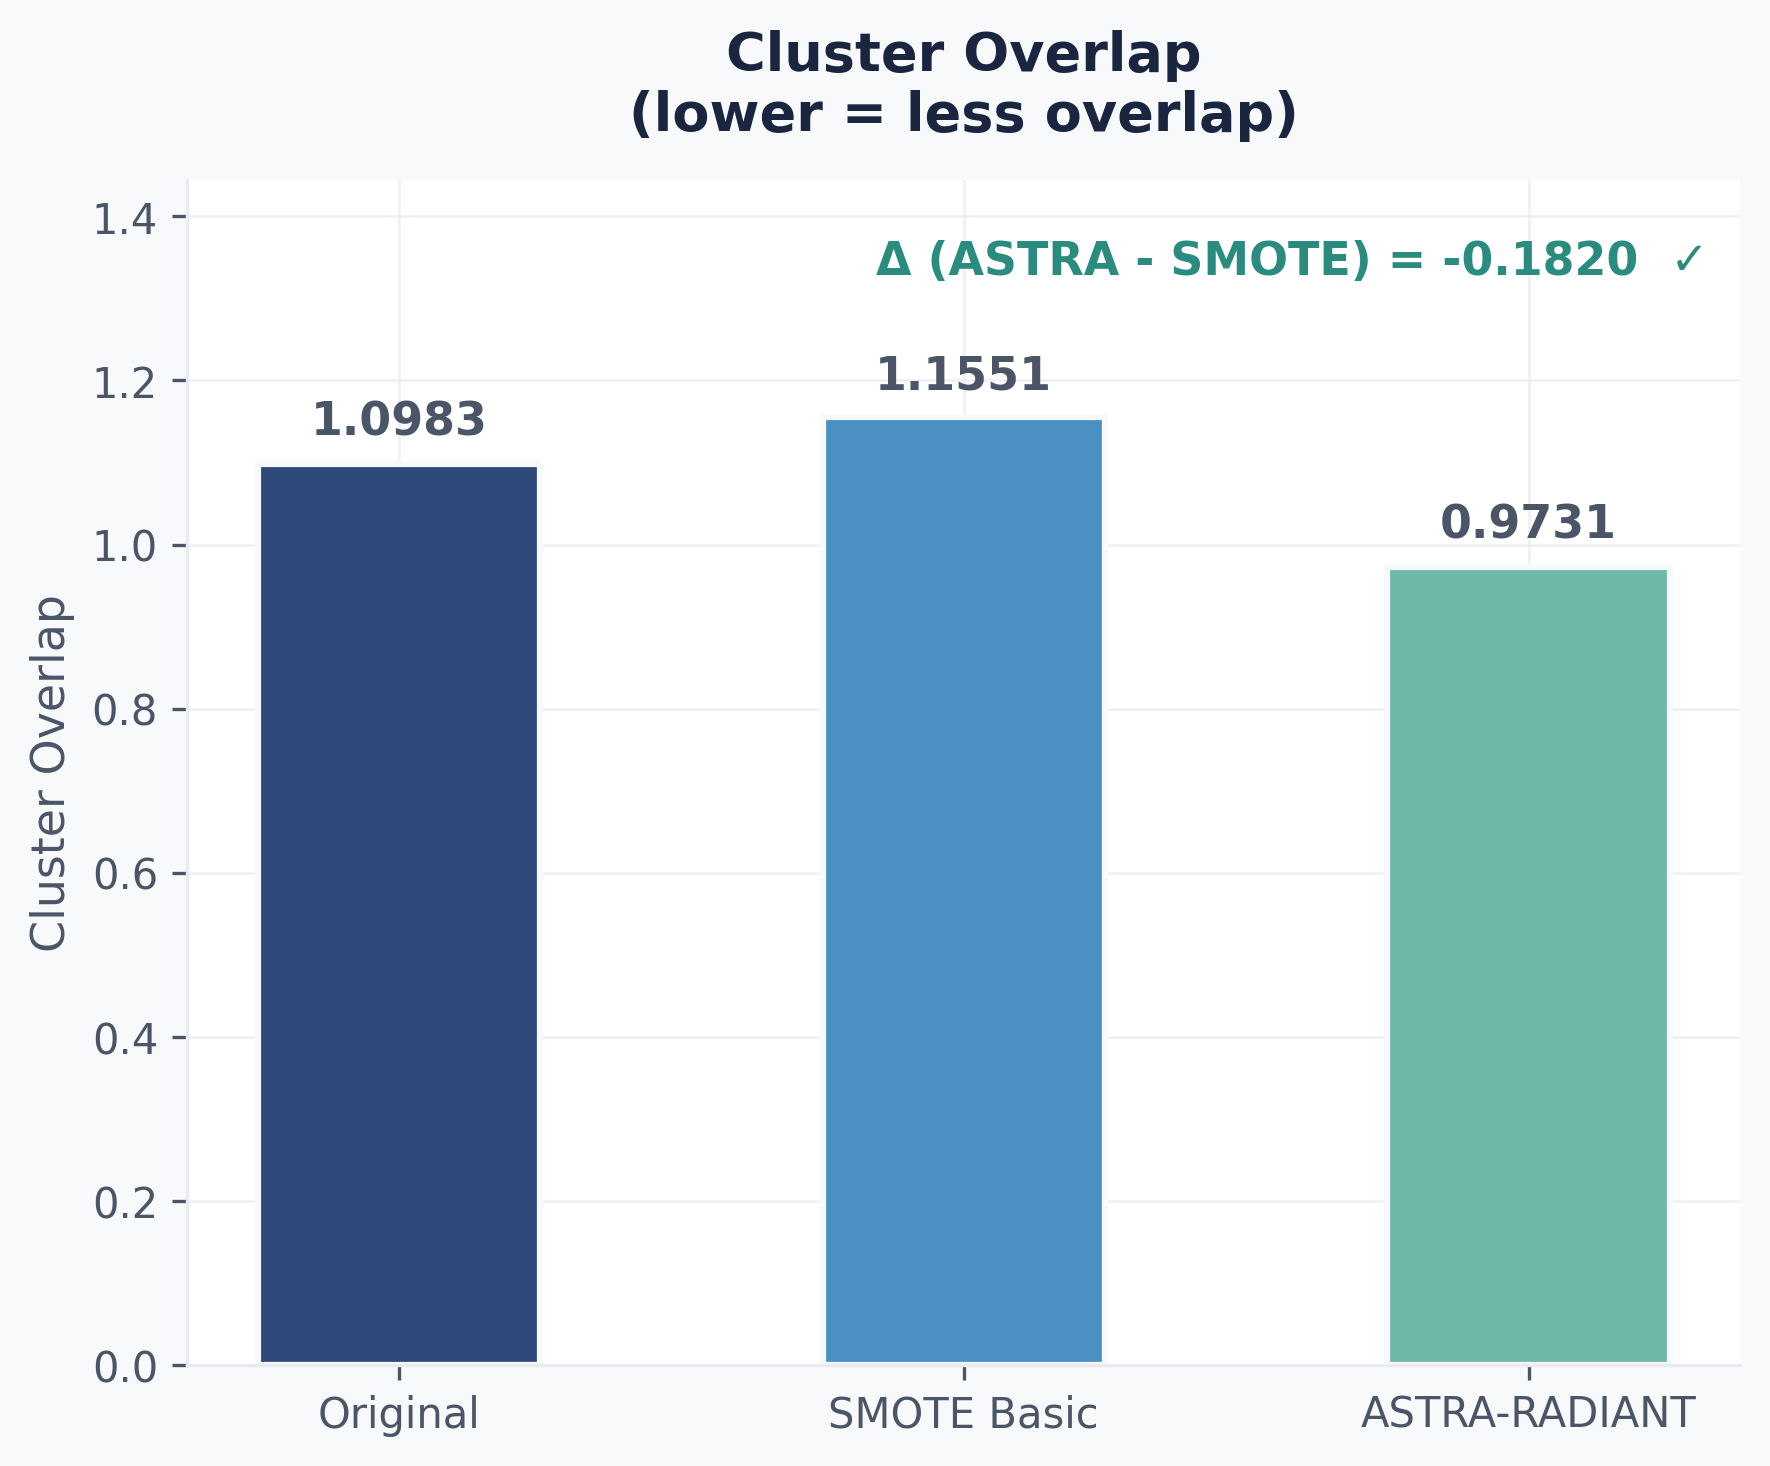 Cluster Overlap
(lower = less overlap)
Δ (ASTRA - SMOTE) = -0.1820 ✓
1.0983
1.1551
0.9731
Cluster Overlap
1.4
1.2
1.0
0.8
0.6
0.4
0.2
0.0
Original
SMOTE Basic
ASTRA-RADIANT